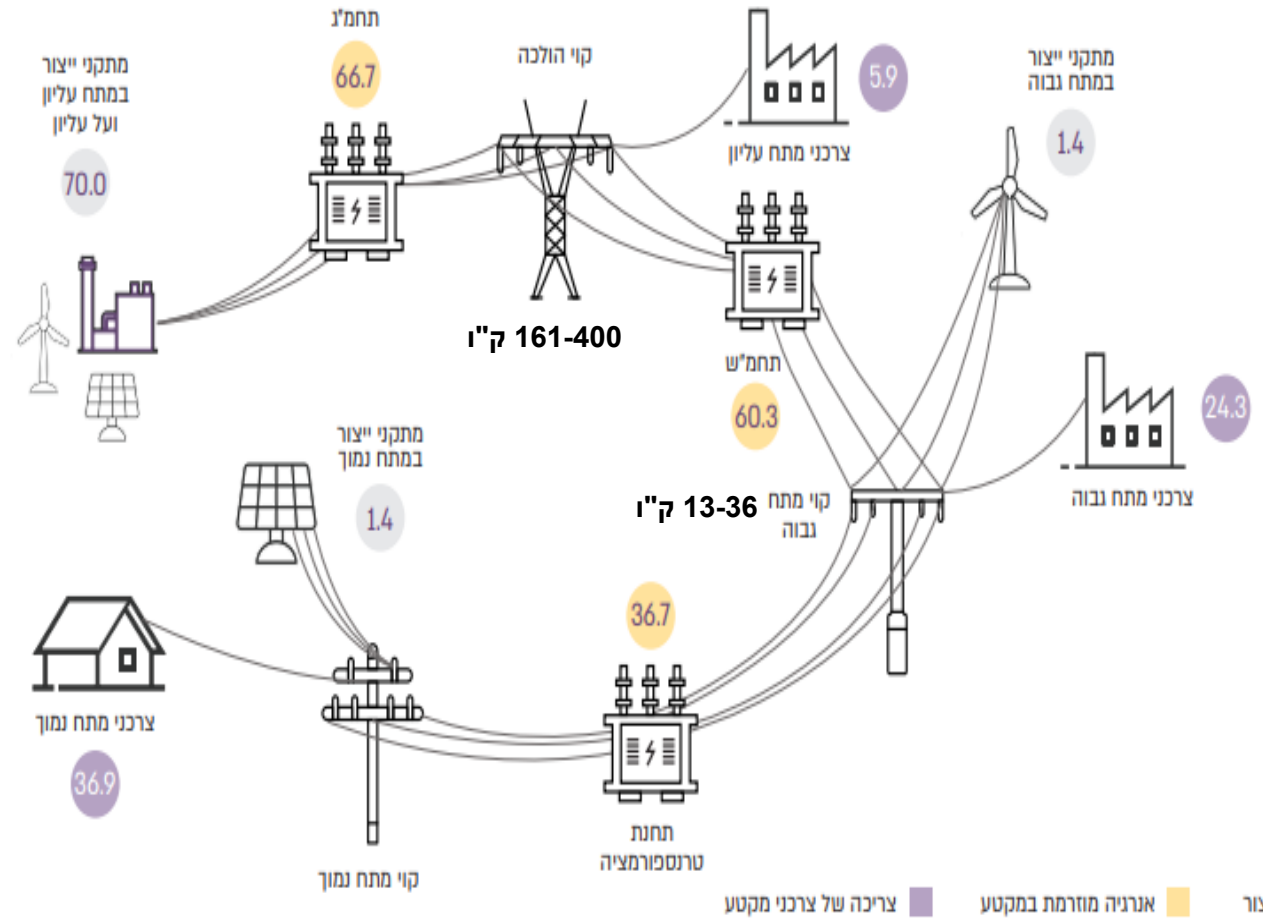 תחמ"ג
66.7
מתקני ייצור
במתח עליון
ועל עליון
70.0
קוי הולכה
5.9
צרכני מתח עליון
מתקני ייצור
במתח גבוה
1.4
161-400 ק"ו
תחמ"ש
60.3
24.3
צרכני מתח גבוה
13-36 ק"ו
קוי מתח
גבוה
מתקני ייצור
במתח נמוך
1.4
36.7
צרכני מתח נמוך
36.9
תחנת
טרנספורמציה
קוי מתח נמוך
אנרגיה מוזרמת במקטע
צריכה של צרכני מקטע